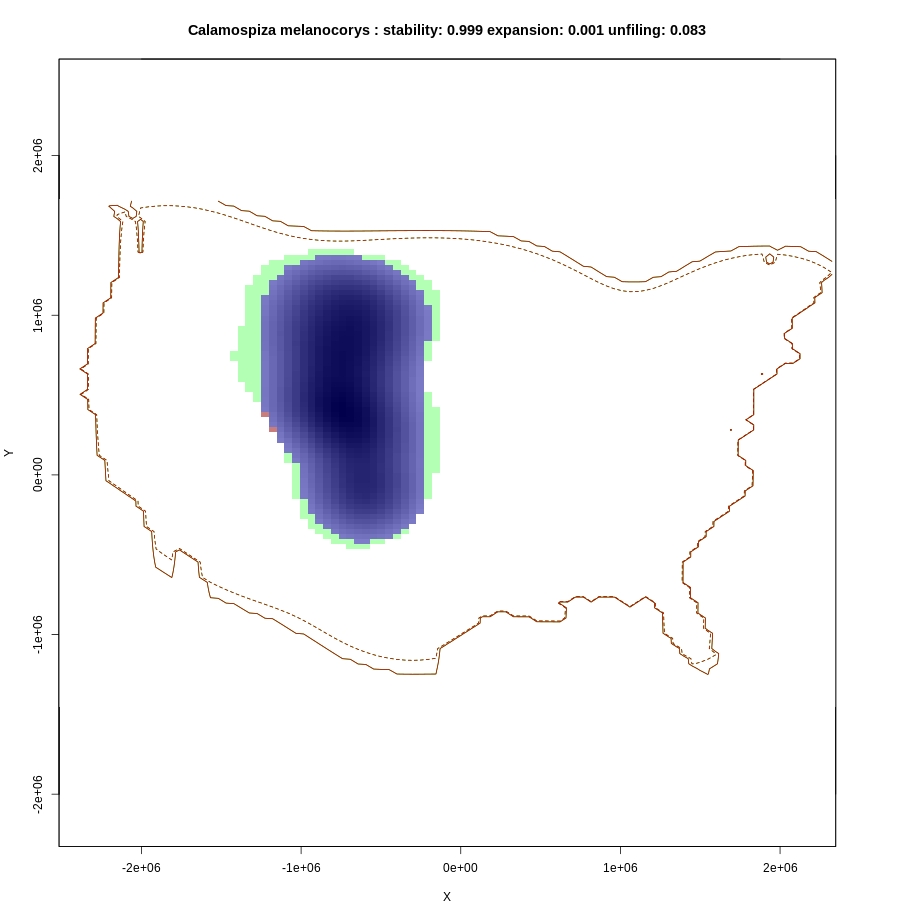 Calamospiza melanocorys : stability: 0.999 expansion: 0.001 unfiling: 0.083
2e+06
1e+06
0e+00
-1e+06
-2e+06
Y
-2e+06 -1e+06 0e+00 1e+06 2e+06
X